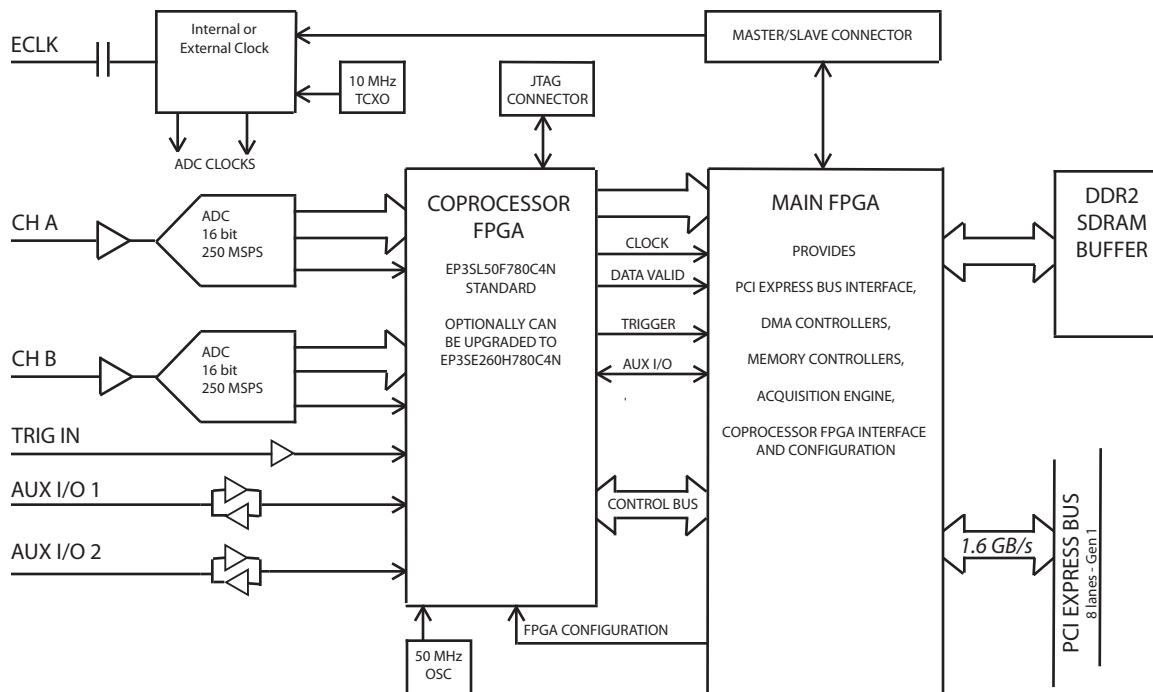 ECLK
Internal or
External Clock
MASTER/SLAVE CONNECTOR
10 MHz
TCXO
JTAG
CONNECTOR
ADC CLOCKS
CH A
ADC
16 bit
250 MSPS
COPROCESSOR
FPGA
EP3SL50F780C4N
STANDARD
OPTIONALLY CAN
BE UPGRADED TO
EP3SE260H780C4N
CLOCK
DATA VALID
TRIGGER
AUX I/O
MAIN FPGA
PROVIDES
PCI EXPRESS BUS INTERFACE,
DMA CONTROLLERS,
MEMORY CONTROLLERS,
ACQUISITION ENGINE,
COPROCESSOR FPGA INTERFACE
AND CONFIGURATION
DDR2
SDRAM
BUFFER
CH B
ADC
16 bit
250 MSPS
TRIG IN
AUX I/O 1
AUX I/O 2
CONTROL BUS
1.6 GB/s
PCI EXPRESS BUS
8 lanes - Gen 1
FPGA CONFIGURATION
50 MHz
OSC